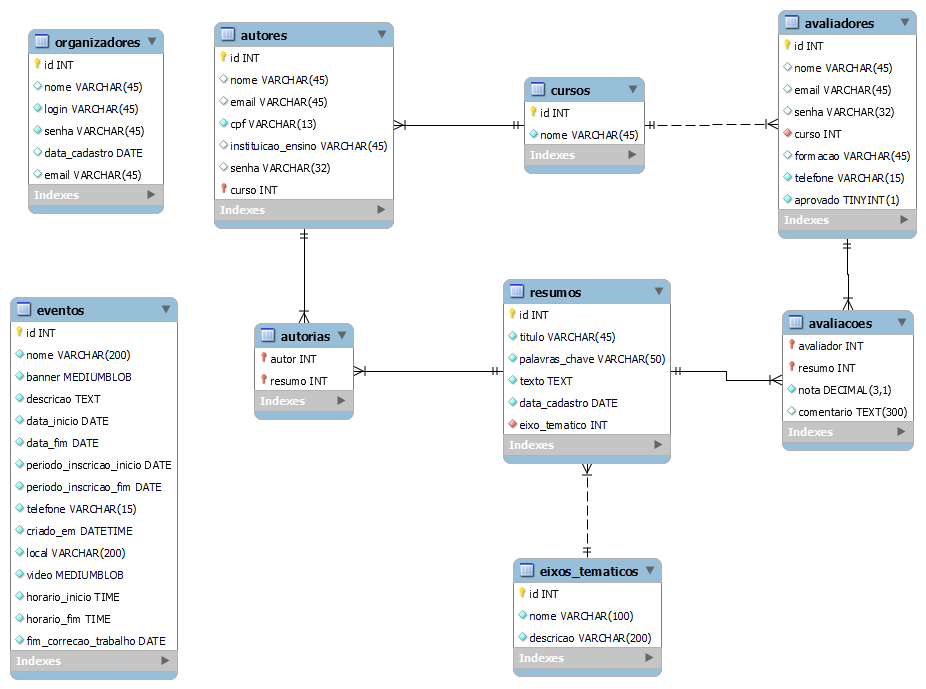 organizadores
id INT
nome VARCHAR(45)
login VARCHAR(45)
senha VARCHAR(45)
data_cadastro DATE
email VARCHAR(45)
Indexes
autores
id INT
nome VARCHAR(45)
email VARCHAR(45)
cpf VARCHAR(13)
instituicao_ensino VARCHAR(45)
senha VARCHAR(32)
curso INT
Indexes
cursos
id INT
nome VARCHAR(45)
Indexes
avaliadores
id INT
nome VARCHAR(45)
email VARCHAR(45)
senha VARCHAR(32)
curso INT
formacao VARCHAR(45)
telefone VARCHAR(15)
aprovado TINYINT(1)
Indexes
eventos
id INT
nome VARCHAR(200)
banner MEDIUMBLOB
descricao TEXT
data_inicio DATE
data_fim DATE
periodo_inscricao_inicio DATE
periodo_inscricao_fim DATE
telefone VARCHAR(15)
criado_em DATETIME
local VARCHAR(200)
video MEDIUMBLOB
horario_inicio TIME
horario_fim TIME
fim_correcao_trabalho DATE
Indexes
autorias
autor INT
resumo INT
Indexes
resumos
id INT
titulo VARCHAR(45)
palavras_chave VARCHAR(50)
texto TEXT
data_cadastro DATE
eixo_tematico INT
Indexes
avaliacoes
avaliador INT
resumo INT
nota DECIMAL(3,1)
comentario TEXT(300)
Indexes
eixos_tematicos
id INT
nome VARCHAR(100)
descricao VARCHAR(200)
Indexes